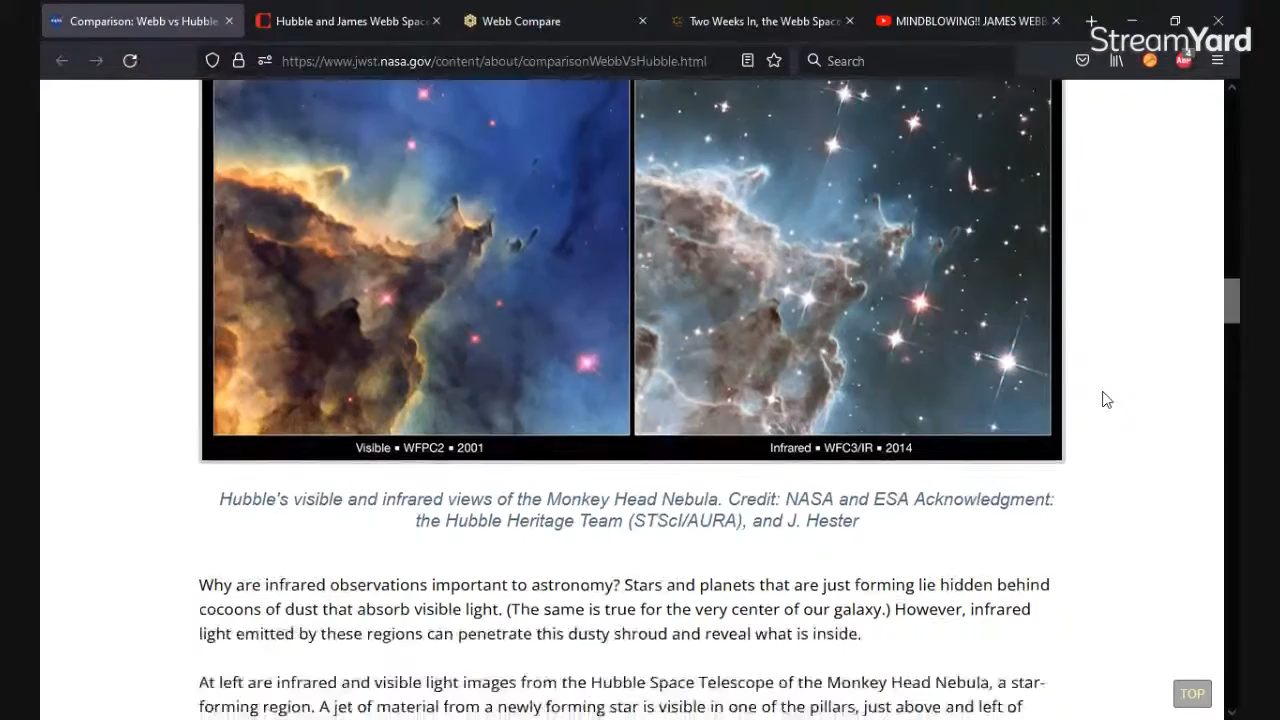 Comparison: Webb vs Hubble
Hubble and James Webb Spac
Webb Compare
Two Weeks In, the Webb Space
MINDBLOWING!! JAMES WEBB
StreamYard
https://www.jwst.nasa.gov/content/about/comparisonWebbVsHubble.html
Search
4
ABP
Visible ▪ WFPC2 ▪ 2001
Infrared ▪ WFC3/IR ▪ 2014
Hubble's visible and infrared views of the Monkey Head Nebula. Credit: NASA and ESA Acknowledgment:
the Hubble Heritage Team (STScI/AURA), and J. Hester
Why are infrared observations important to astronomy? Stars and planets that are just forming lie hidden behind
cocoons of dust that absorb visible light. (The same is true for the very center of our galaxy.) However, infrared
light emitted by these regions can penetrate this dusty shroud and reveal what is inside.
At left are infrared and visible light images from the Hubble Space Telescope of the Monkey Head Nebula, a star-
forming region. A jet of material from a newly forming star is visible in one of the pillars, just above and left of
TOP